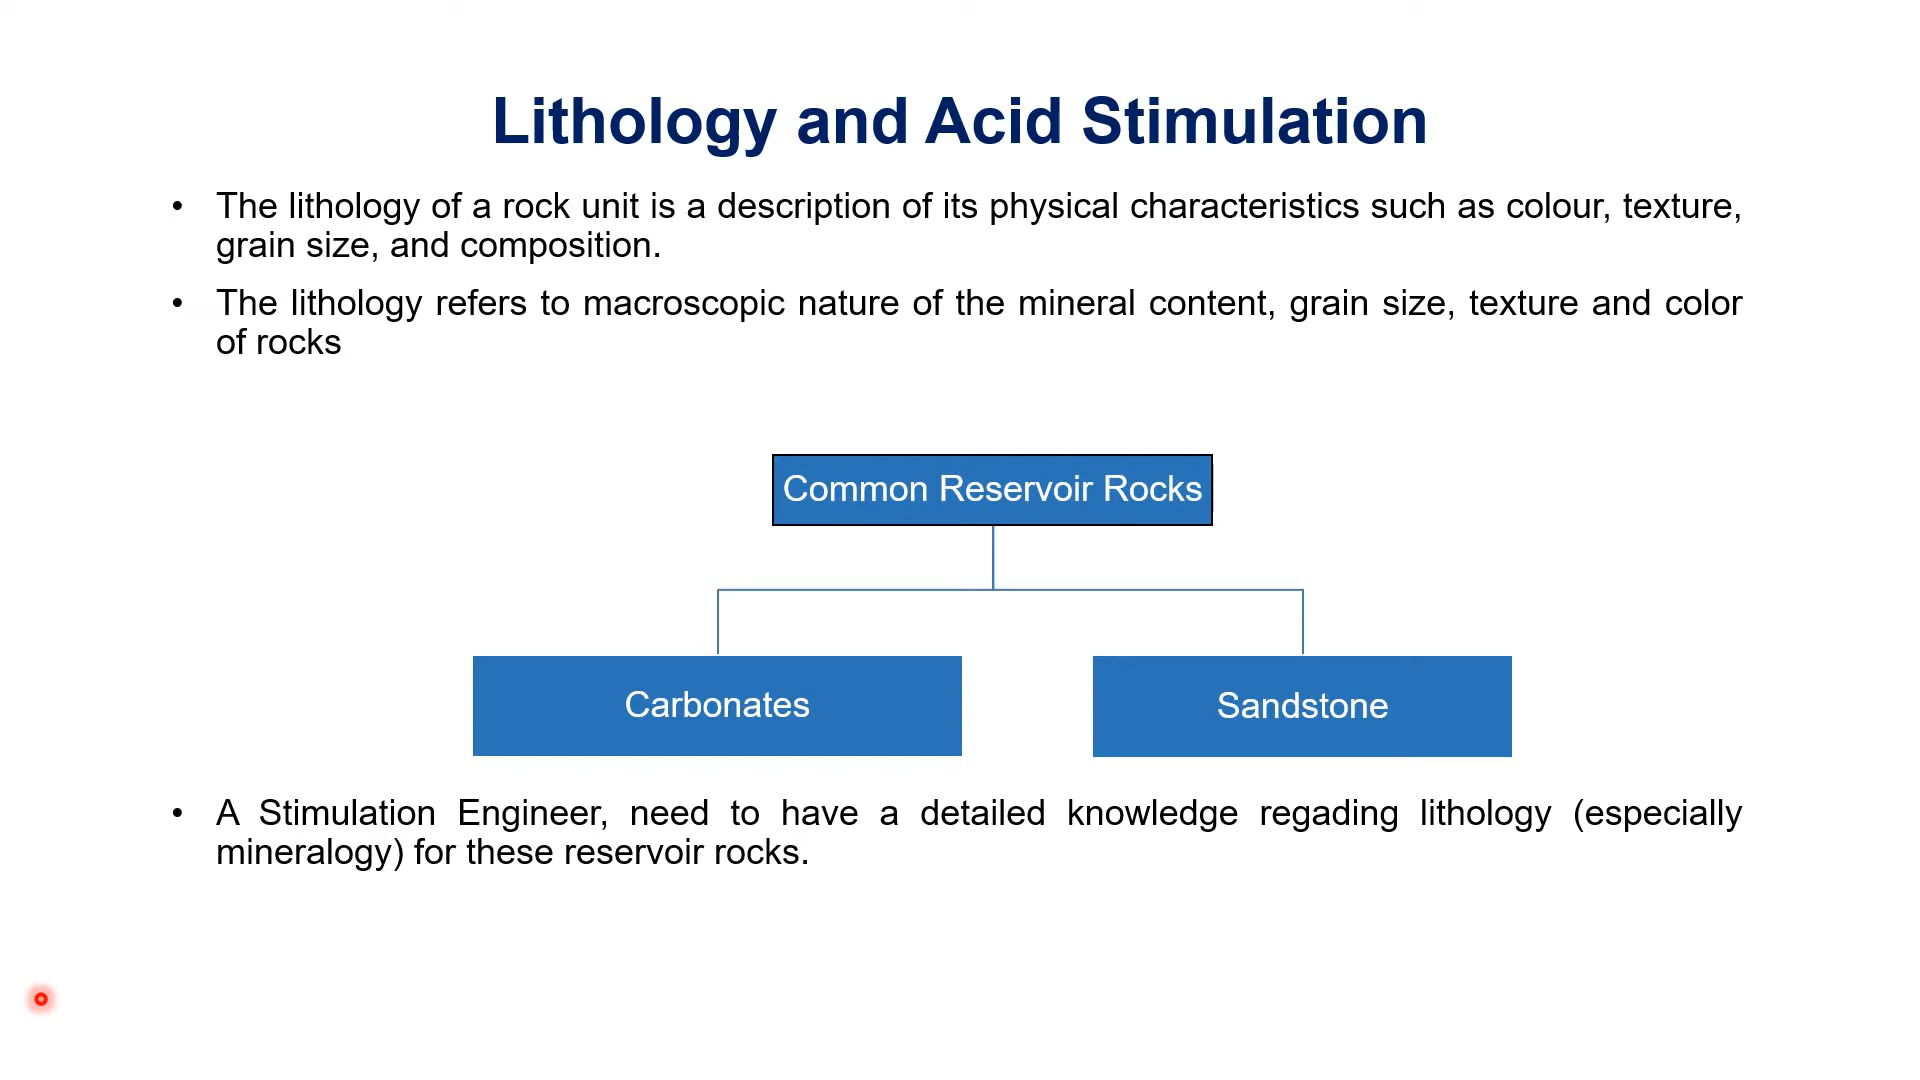 Lithology and Acid Stimulation
• The lithology of a rock unit is a description of its physical characteristics such as colour, texture,
grain size, and composition.
• The lithology refers to macroscopic nature of the mineral content, grain size, texture and color
of rocks
Common Reservoir Rocks
Carbonates
Sandstone
• A Stimulation Engineer, need to have a detailed knowledge regading lithology (especially
mineralogy) for these reservoir rocks.